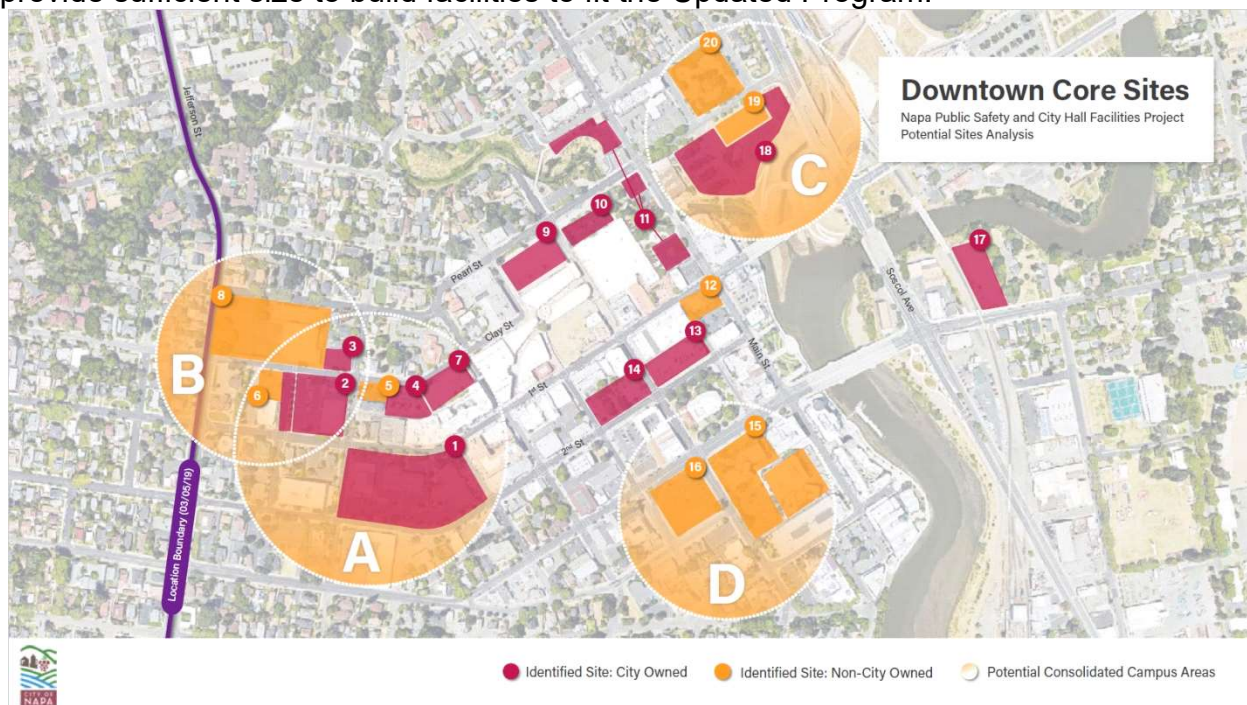 provide sufficient size to build facilities to fit the Updated Program.
Downtown Core Sites
Napa Public Safety and City Hall Facilities Project
Potential Sites Analysis
Jefferson St
Location Boundary (03/05/19)
Pearl St
Clay St
1st St
2nd St
Main St
Soscol Ave
A
B
C
D
1
2
3
4
5
6
7
8
9
10
11
12
13
14
15
16
17
18
19
20
CITY OF
NAPA
Identified Site: City Owned
Identified Site: Non-City Owned
Potential Consolidated Campus Areas